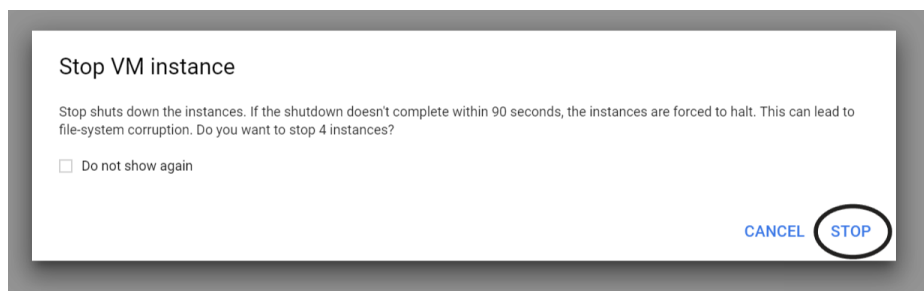 Stop VM instance
Stop shuts down the instances. If the shutdown doesn't complete within 90 seconds, the instances are forced to halt. This can lead to
file-system corruption. Do you want to stop 4 instances?
Do not show again
CANCEL STOP